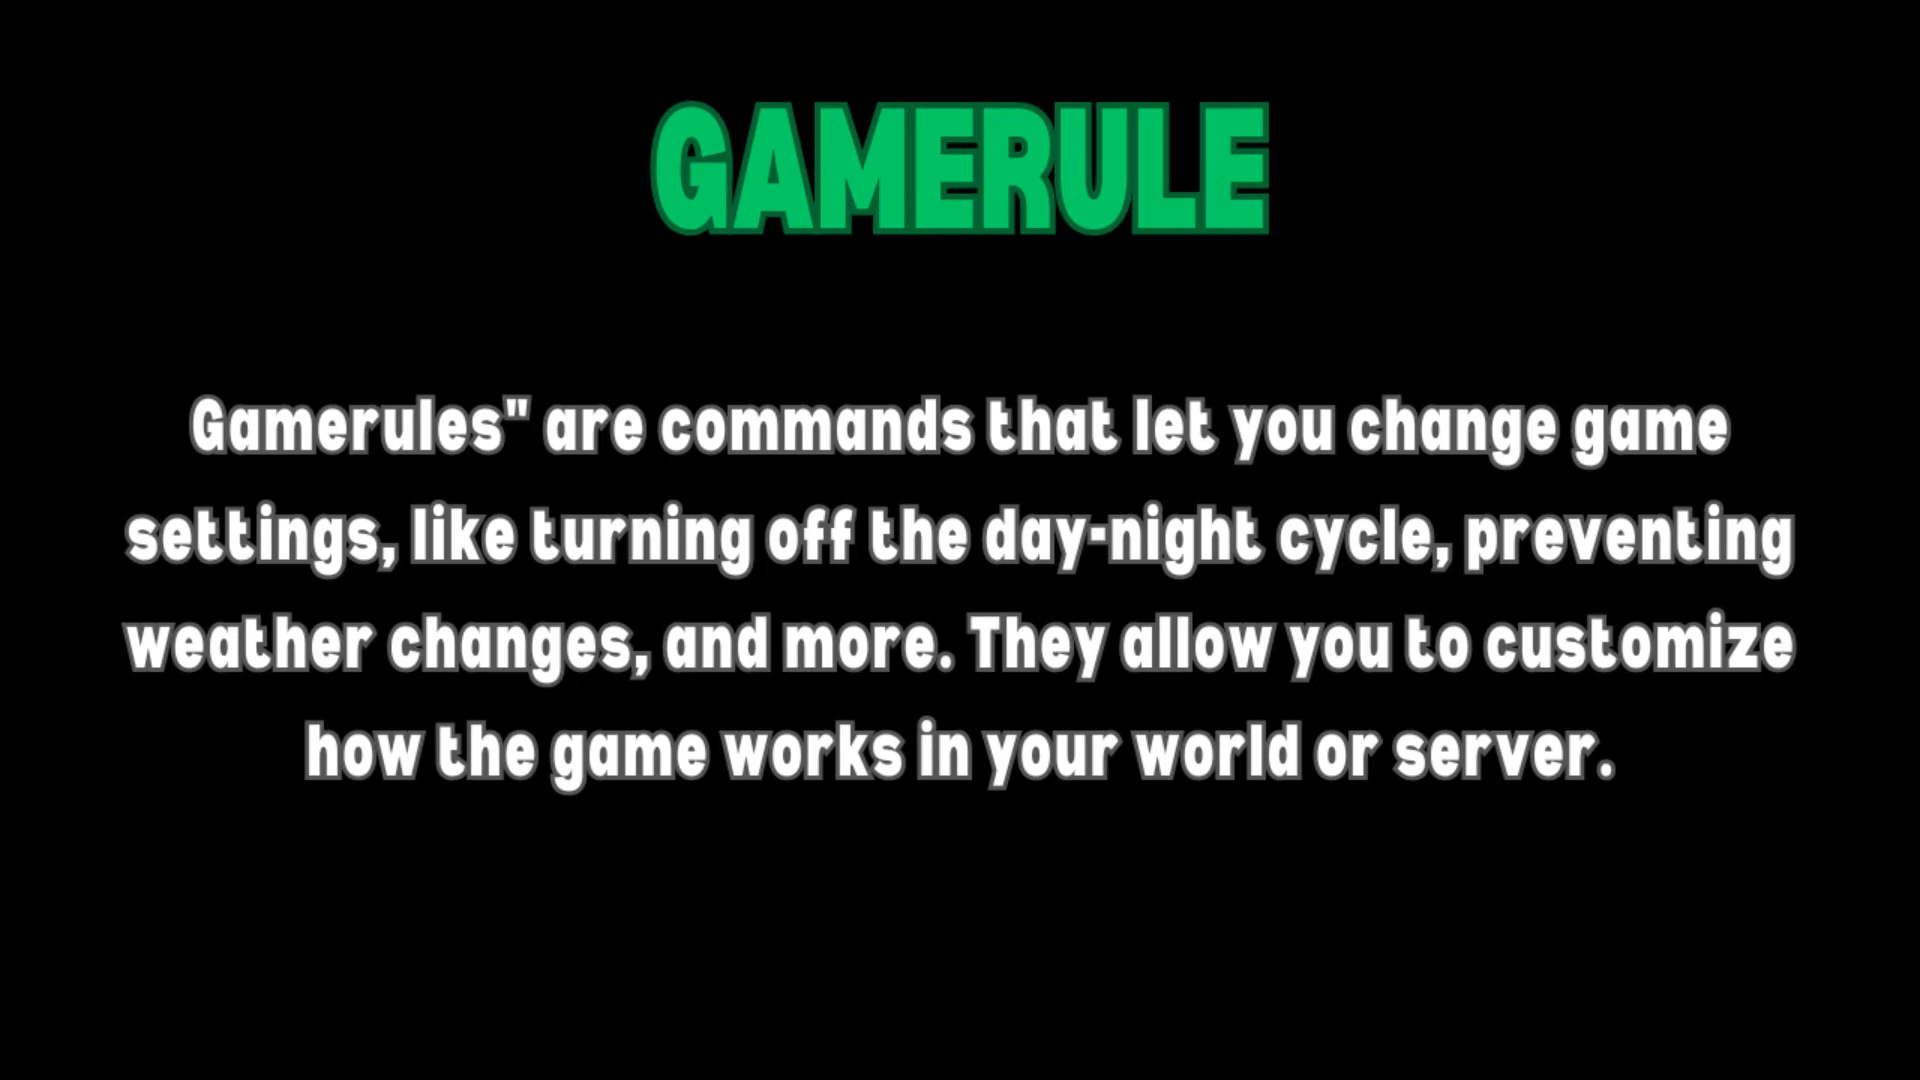 GAMERULE
Gamerules" are commands that let you change game
settings, like turning off the day-night cycle, preventing
weather changes, and more. They allow you to customize
how the game works in your world or server.